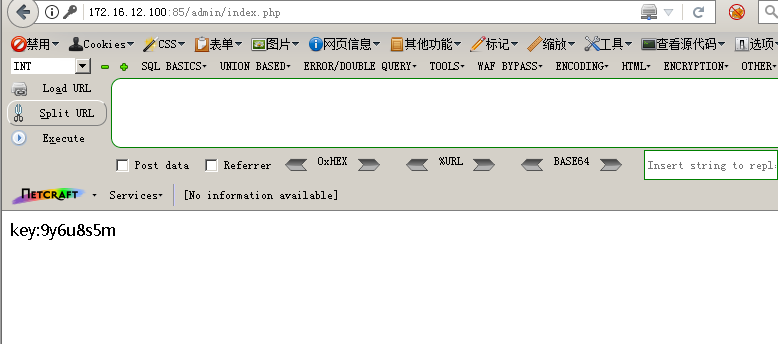 172.16.12.100:85/admin/index.php
禁用 Cookies CSS 表单 图片 网页信息 其他功能 标记 缩放 工具 查看源代码 选项
INT SQL BASICS UNION BASED ERROR/DOUBLE QUERY TOOLS WAF BYPASS ENCODING HTML ENCRYPTION OTHER
Load URL
Split URL
Execute
Post data Referrer 0xHEX %URL BASE64 Insert string to repl
NETCRAFT Services [No information available]
key:9y6u8s5m